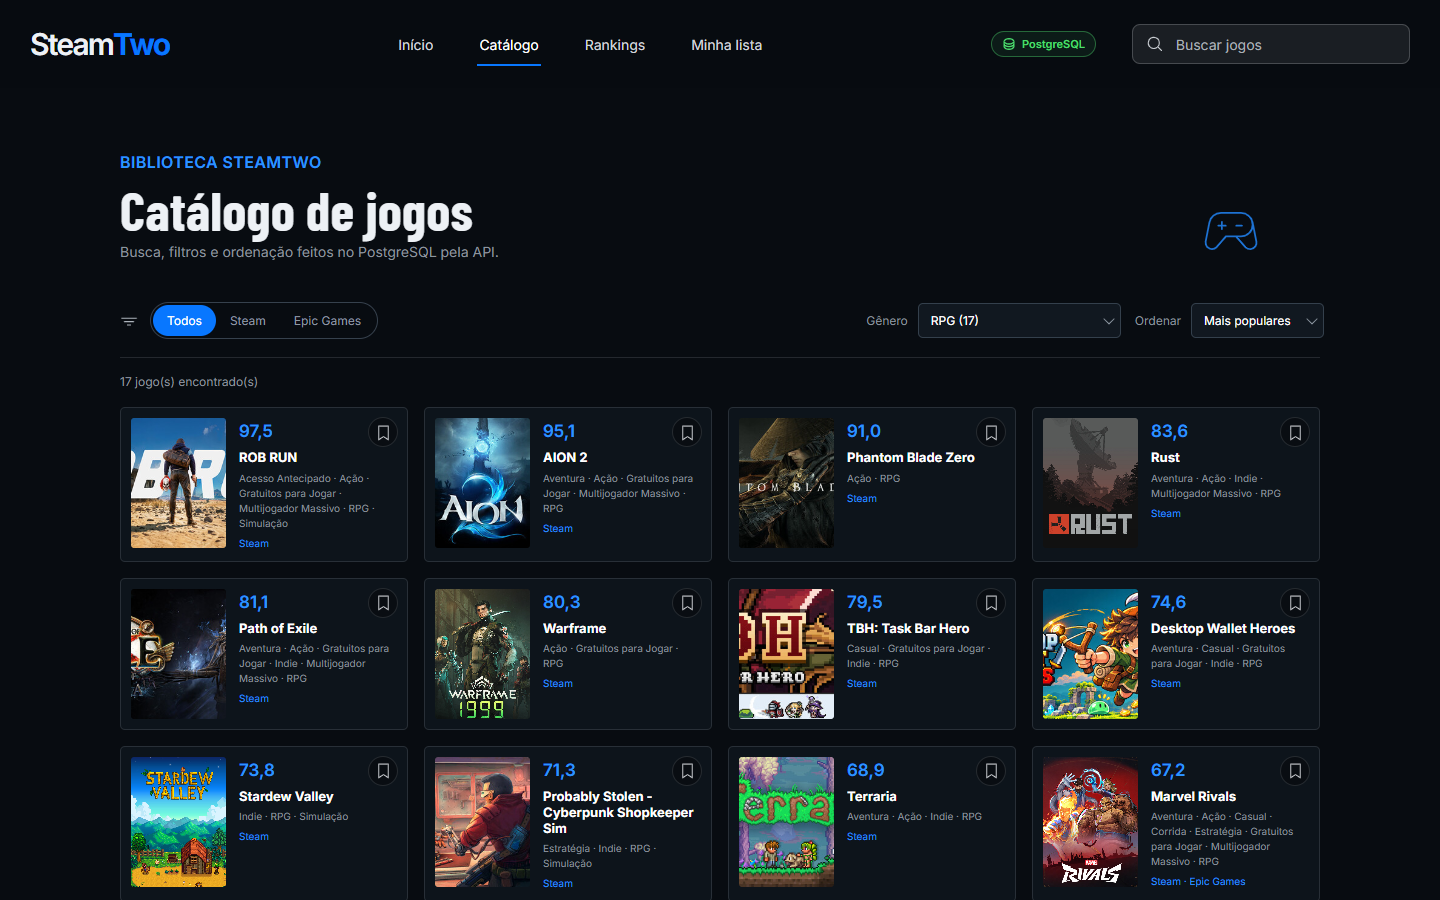 SteamTwo
Início
Catálogo
Rankings
Minha lista
PostgreSQL
Buscar jogos
BIBLIOTECA STEAMTWO
Catálogo de jogos
Busca, filtros e ordenação feitos no PostgreSQL pela API.
Todos
Steam
Epic Games
Gênero
RPG (17)
Ordenar
Mais populares
17 jogo(s) encontrado(s)
97,5
ROB RUN
Acesso Antecipado · Ação ·
Gratuitos para Jogar ·
Multijogador Massivo · RPG ·
Simulação
Steam
AION
95,1
AION 2
Aventura · Ação · Gratuitos para
Jogar · Multijogador Massivo ·
RPG
Steam
91,0
Phantom Blade Zero
Ação · RPG
Steam
RUST
83,6
Rust
Aventura · Ação · Indie ·
Multijogador Massivo · RPG
Steam
81,1
Path of Exile
Aventura · Ação · Gratuitos para
Jogar · Indie · Multijogador
Massivo · RPG
Steam
WARFRAME
1999
80,3
Warframe
Ação · Gratuitos para Jogar ·
RPG
Steam
H
R HERO
79,5
TBH: Task Bar Hero
Casual · Gratuitos para Jogar ·
Indie · RPG
Steam
74,6
Desktop Wallet Heroes
Aventura · Casual · Gratuitos
para Jogar · Indie · RPG
Steam
STARDEW
VALLEY
73,8
Stardew Valley
Indie · RPG · Simulação
Steam
71,3
Probably Stolen -
Cyberpunk Shopkeeper
Sim
Estratégia · Indie · RPG ·
Simulação
Steam
erra
68,9
Terraria
Aventura · Ação · Indie · RPG
Steam
RIVALS
67,2
Marvel Rivals
Aventura · Ação · Casual ·
Corrida · Estratégia · Gratuitos
para Jogar · Multijogador
Massivo · RPG
Steam · Epic Games